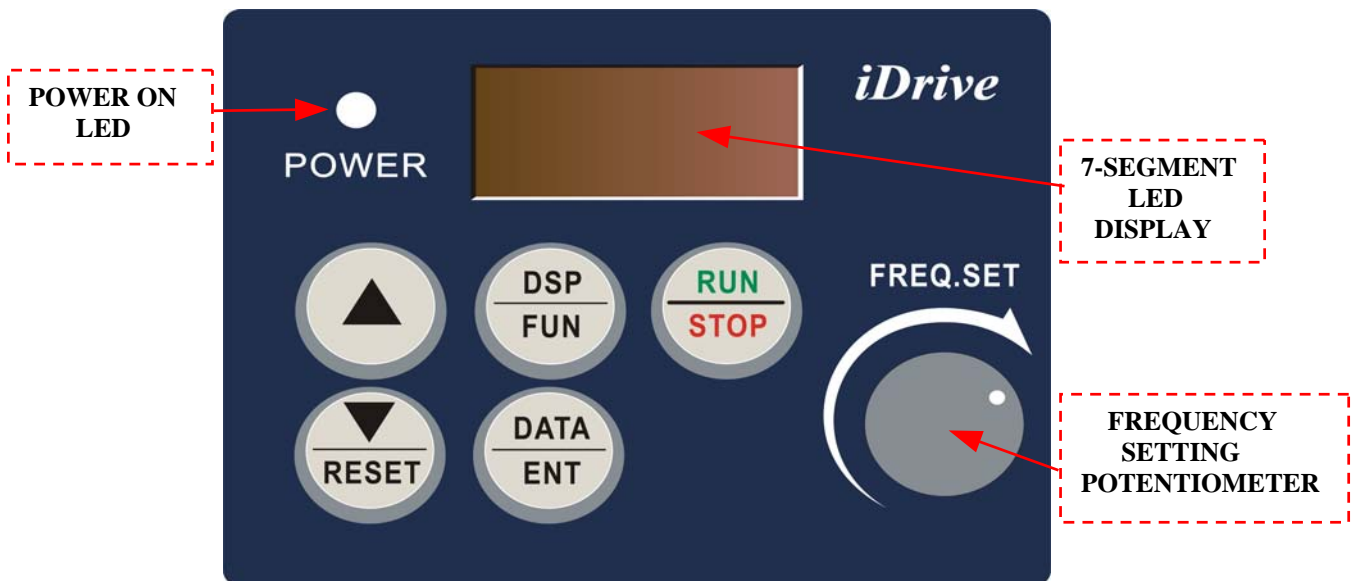 POWER ON
LED
POWER
iDrive
7-SEGMENT
LED
DISPLAY
DSP
FUN
RUN
STOP
FREQ.SET
RESET
DATA
ENT
FREQUENCY
SETTING
POTENTIOMETER